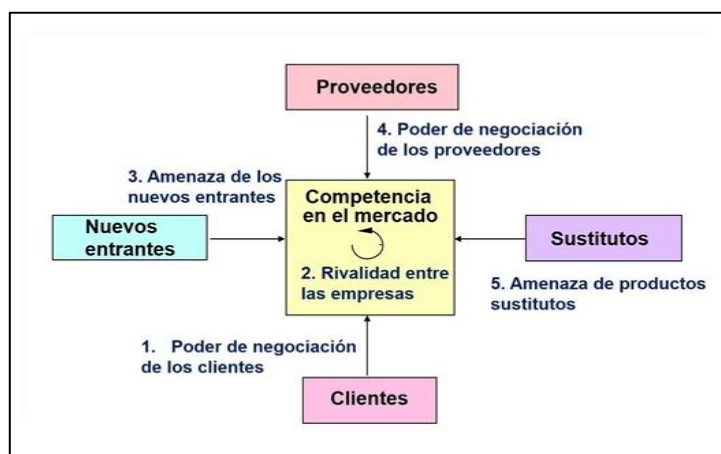 Proveedores
4. Poder de negociación
de los proveedores
3. Amenaza de los
nuevos entrantes
Competencia
en el mercado
Nuevos
entrantes
2. Rivalidad entre
las empresas
Sustitutos
5. Amenaza de productos
sustitutos
1. Poder de negociación
de los clientes
Clientes